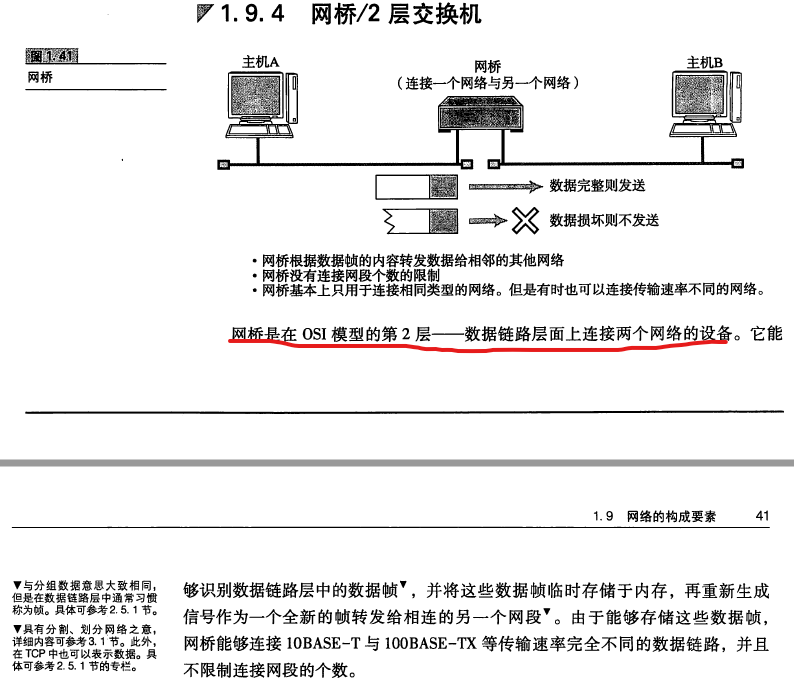 1.9.4 网桥/2 层交换机
图 1.41
网桥
主机A
网桥
（连接一个网络与另一个网络）
主机B
数据完整则发送
数据损坏则不发送
·网桥根据数据帧的内容转发数据给相邻的其他网络
·网桥没有连接网段个数的限制
·网桥基本上只用于连接相同类型的网络。但是有时也可以连接传输速率不同的网络。
网桥是在 OSI 模型的第 2 层——数据链路层面上连接两个网络的设备。它能
1.9 网络的构成要素 41
▼与分组数据意思大致相同，
但是在数据链路层中通常习惯
称为帧。具体可参考2.5.1节。
▼具有分割、划分网络之意，
详细内容可参考3.1节。此外，
在TCP中也可以表示数据。具
体可参考2.5.1节的专栏。
够识别数据链路层中的数据帧▼，并将这些数据帧临时存储于内存，再重新生成
信号作为一个全新的帧转发给相连的另一个网段▼。由于能够存储这些数据帧，
网桥能够连接 10BASE-T 与 100BASE-TX 等传输速率完全不同的数据链路，并且
不限制连接网段的个数。